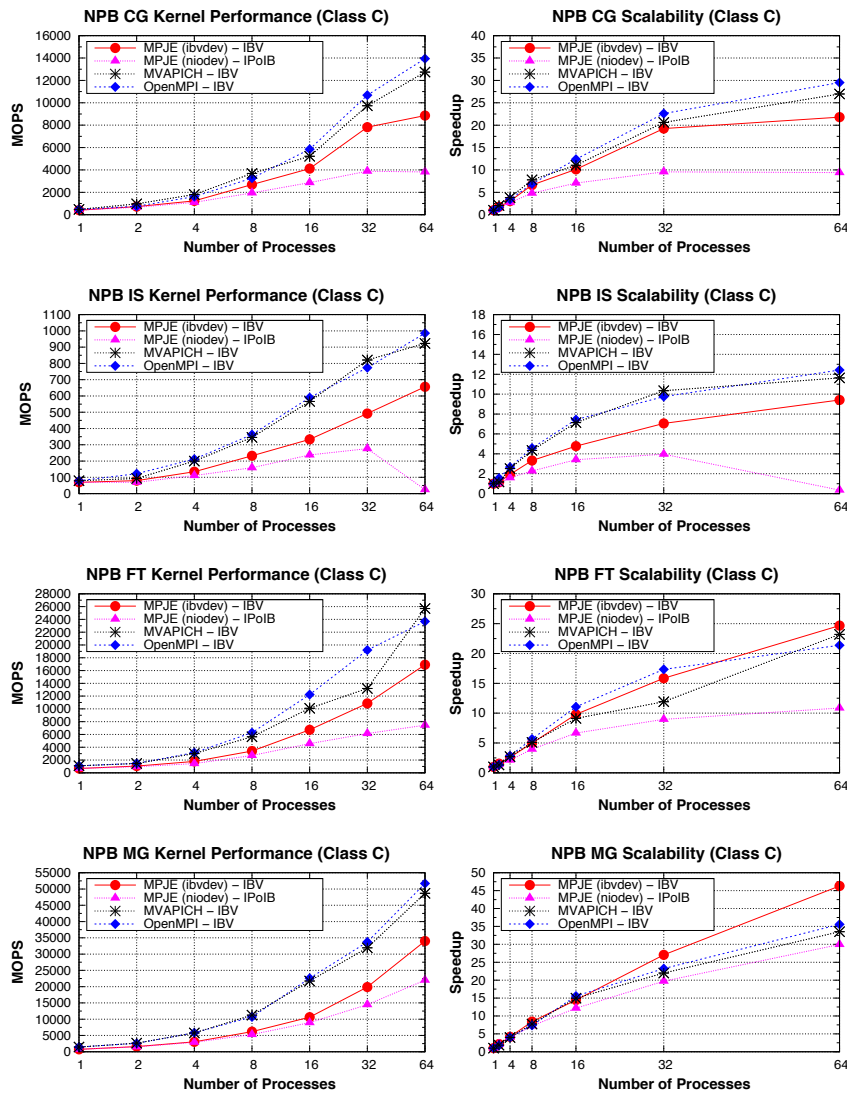 NPB CG Kernel Performance (Class C)
16000
14000
12000
10000
8000
6000
4000
2000
0
MOPS
MPJE (ibvdev) – IBV
MPJE (niodev) – IPoIB
MVAPICH – IBV
OpenMPI – IBV
1 2 4 8 16 32 64
Number of Processes
NPB CG Scalability (Class C)
40
35
30
25
20
15
10
5
0
Speedup
MPJE (ibvdev) – IBV
MPJE (niodev) – IPoIB
MVAPICH – IBV
OpenMPI – IBV
1 4 8 16 32 64
Number of Processes
NPB IS Kernel Performance (Class C)
1100
1000
900
800
700
600
500
400
300
200
100
0
MOPS
MPJE (ibvdev) – IBV
MPJE (niodev) – IPoIB
MVAPICH – IBV
OpenMPI – IBV
1 2 4 8 16 32 64
Number of Processes
NPB IS Scalability (Class C)
18
16
14
12
10
8
6
4
2
0
Speedup
MPJE (ibvdev) – IBV
MPJE (niodev) – IPoIB
MVAPICH – IBV
OpenMPI – IBV
1 4 8 16 32 64
Number of Processes
NPB FT Kernel Performance (Class C)
28000
26000
24000
22000
20000
18000
16000
14000
12000
10000
8000
6000
4000
2000
0
MOPS
MPJE (ibvdev) – IBV
MPJE (niodev) – IPoIB
MVAPICH – IBV
OpenMPI – IBV
1 2 4 8 16 32 64
Number of Processes
NPB FT Scalability (Class C)
30
25
20
15
10
5
0
Speedup
MPJE (ibvdev) – IBV
MPJE (niodev) – IPoIB
MVAPICH – IBV
OpenMPI – IBV
1 4 8 16 32 64
Number of Processes
NPB MG Kernel Performance (Class C)
55000
50000
45000
40000
35000
30000
25000
20000
15000
10000
5000
0
MOPS
MPJE (ibvdev) – IBV
MPJE (niodev) – IPoIB
MVAPICH – IBV
OpenMPI – IBV
1 2 4 8 16 32 64
Number of Processes
NPB MG Scalability (Class C)
50
45
40
35
30
25
20
15
10
5
0
Speedup
MPJE (ibvdev) – IBV
MPJE (niodev) – IPoIB
MVAPICH – IBV
OpenMPI – IBV
1 4 8 16 32 64
Number of Processes